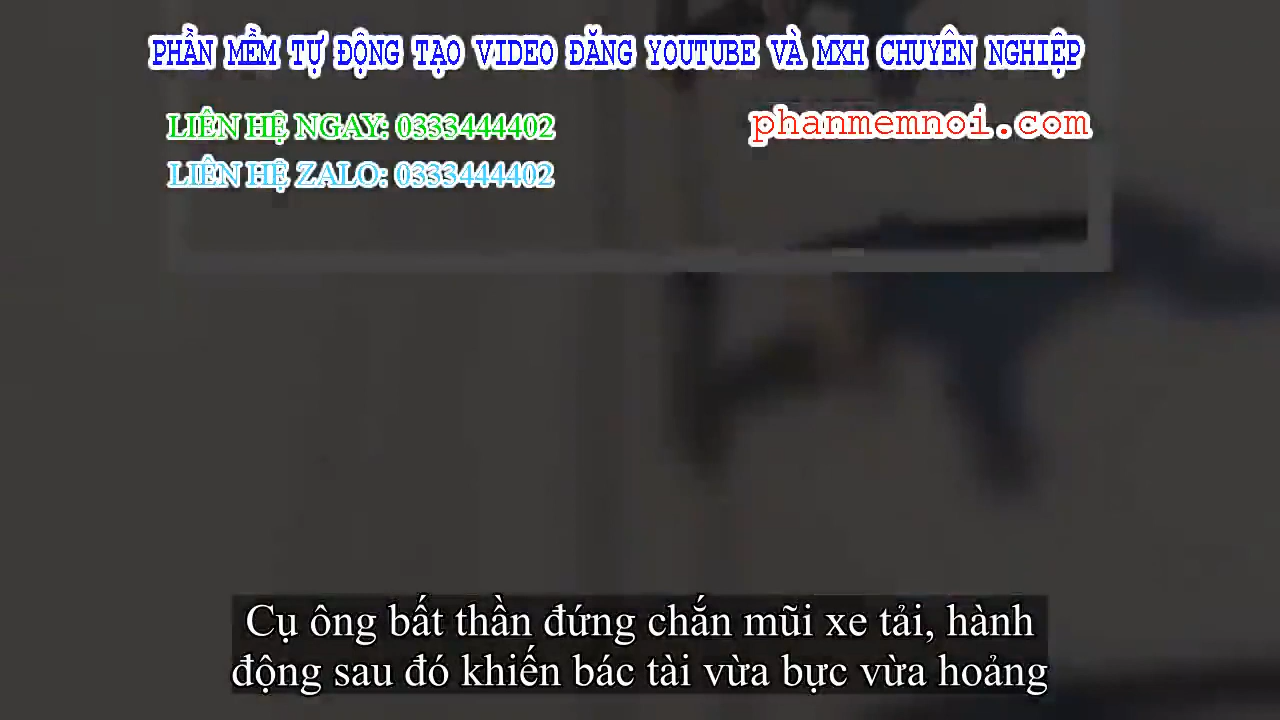 PHẦN MỀM TỰ ĐỘNG TẠO VIDEO ĐĂNG YOUTUBE VÀ MXH CHUYÊN NGHIỆP
LIÊN HỆ NGAY: 0333444402
phanmemnoi.com
LIÊN HỆ ZALO: 0333444402
Cụ ông bất thần đứng chắn mũi xe tải, hành
động sau đó khiến bác tài vừa bực vừa hoảng